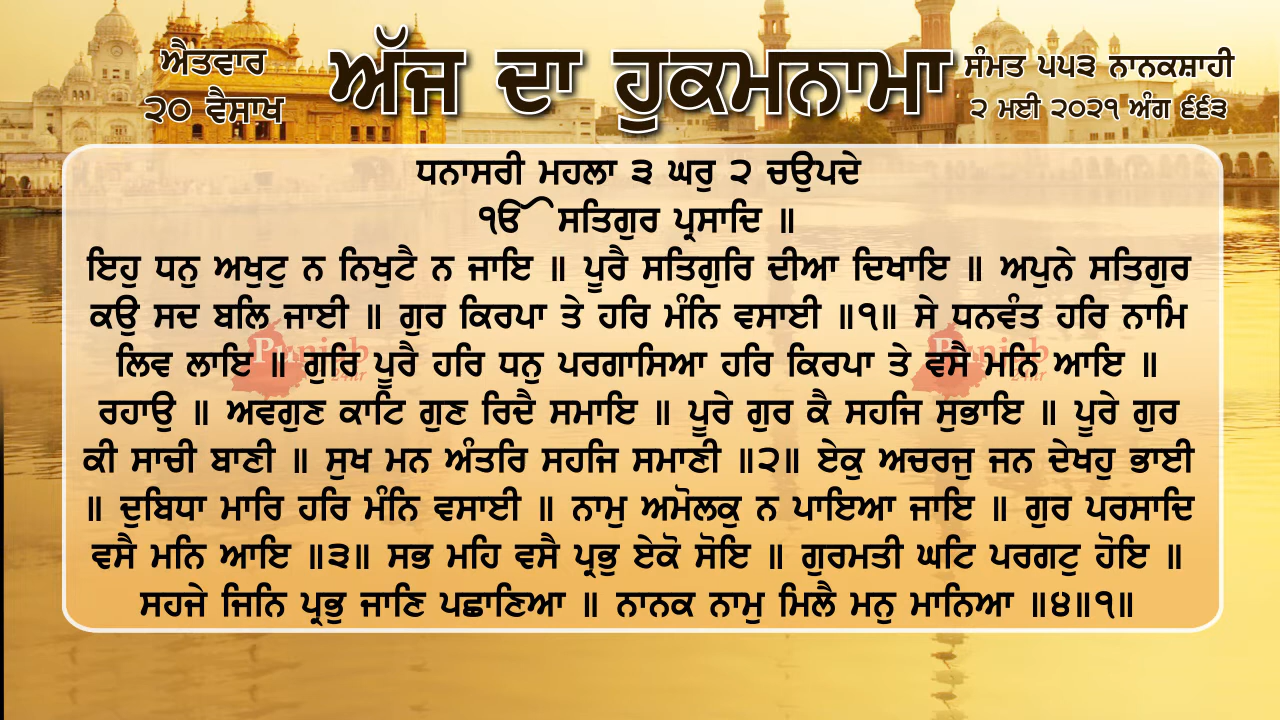 ਐਤਵਾਰ
੨੦ ਵੈਸਾਖ
ਅੱਜ ਦਾ ਹੁਕਮਨਾਮਾ
ਸੰਮਤ ੫੫੩ ਨਾਨਕਸ਼ਾਹੀ
੨ ਮਈ ੨੦੨੧ ਅੰਗ ੬੬੩
ਧਨਾਸਰੀ ਮਹਲਾ ੩ ਘਰੁ ੨ ਚਉਪਦੇ
ੴ ਸਤਿਗੁਰ ਪ੍ਰਸਾਦਿ ॥
ਇਹੁ ਧਨੁ ਅਖੁਟੁ ਨ ਨਿਖੁਟੈ ਨ ਜਾਇ ॥ ਪੂਰੈ ਸਤਿਗੁਰਿ ਦੀਆ ਦਿਖਾਇ ॥ ਅਪੁਨੇ ਸਤਿਗੁਰ
ਕਉ ਸਦ ਬਲਿ ਜਾਈ ॥ ਗੁਰ ਕਿਰਪਾ ਤੇ ਹਰਿ ਮੰਨਿ ਵਸਾਈ ॥੧॥ ਸੇ ਧਨਵੰਤ ਹਰਿ ਨਾਮਿ
ਲਿਵ ਲਾਇ ॥ ਗੁਰਿ ਪੂਰੈ ਹਰਿ ਧਨੁ ਪਰਗਾਸਿਆ ਹਰਿ ਕਿਰਪਾ ਤੇ ਵਸੈ ਮਨਿ ਆਇ ॥
ਰਹਾਉ ॥ ਅਵਗੁਣ ਕਾਟਿ ਗੁਣ ਰਿਦੈ ਸਮਾਇ ॥ ਪੂਰੇ ਗੁਰ ਕੈ ਸਹਜਿ ਸੁਭਾਇ ॥ ਪੂਰੇ ਗੁਰ
ਕੀ ਸਾਚੀ ਬਾਣੀ ॥ ਸੁਖ ਮਨ ਅੰਤਰਿ ਸਹਜਿ ਸਮਾਣੀ ॥੨॥ ਏਕੁ ਅਚਰਜੁ ਜਨ ਦੇਖਹੁ ਭਾਈ
॥ ਦੁਬਿਧਾ ਮਾਰਿ ਹਰਿ ਮੰਨਿ ਵਸਾਈ ॥ ਨਾਮੁ ਅਮੋਲਕੁ ਨ ਪਾਇਆ ਜਾਇ ॥ ਗੁਰ ਪਰਸਾਦਿ
ਵਸੈ ਮਨਿ ਆਇ ॥੩॥ ਸਭ ਮਹਿ ਵਸੈ ਪ੍ਰਭੁ ਏਕੋ ਸੋਇ ॥ ਗੁਰਮਤੀ ਘਟਿ ਪਰਗਟੁ ਹੋਇ ॥
ਸਹਜੇ ਜਿਨਿ ਪ੍ਰਭੁ ਜਾਣਿ ਪਛਾਣਿਆ ॥ ਨਾਨਕ ਨਾਮੁ ਮਿਲੈ ਮਨੁ ਮਾਨਿਆ ॥੪॥੧॥
Punjab
Punjab